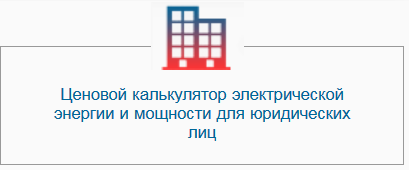 Ценовой калькулятор электрической
энергии и мощности для юридических
лиц